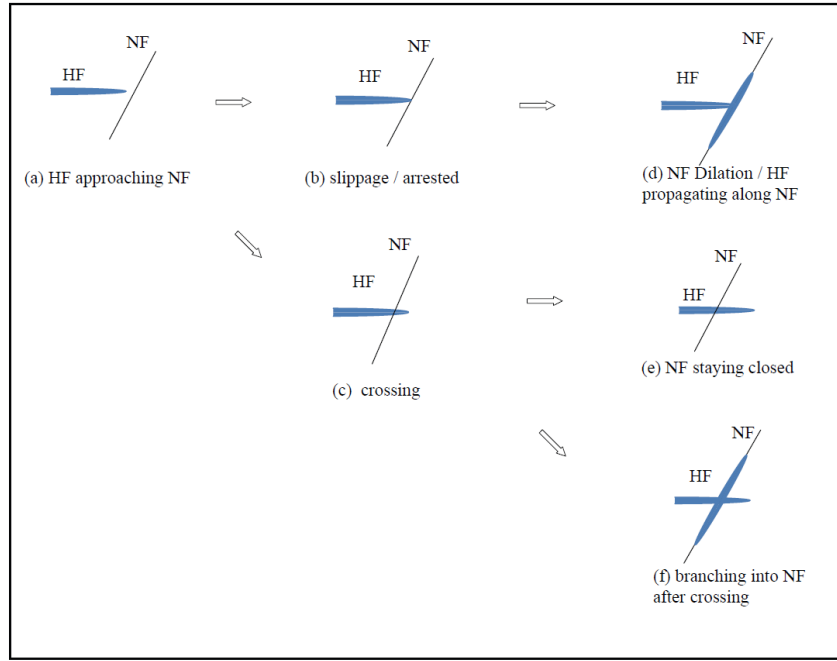 NF
HF
(a) HF approaching NF
NF
HF
(b) slippage / arrested
NF
HF
(d) NF Dilation / HF
propagating along NF
NF
HF
(c) crossing
NF
HF
(e) NF staying closed
NF
HF
(f) branching into NF
after crossing